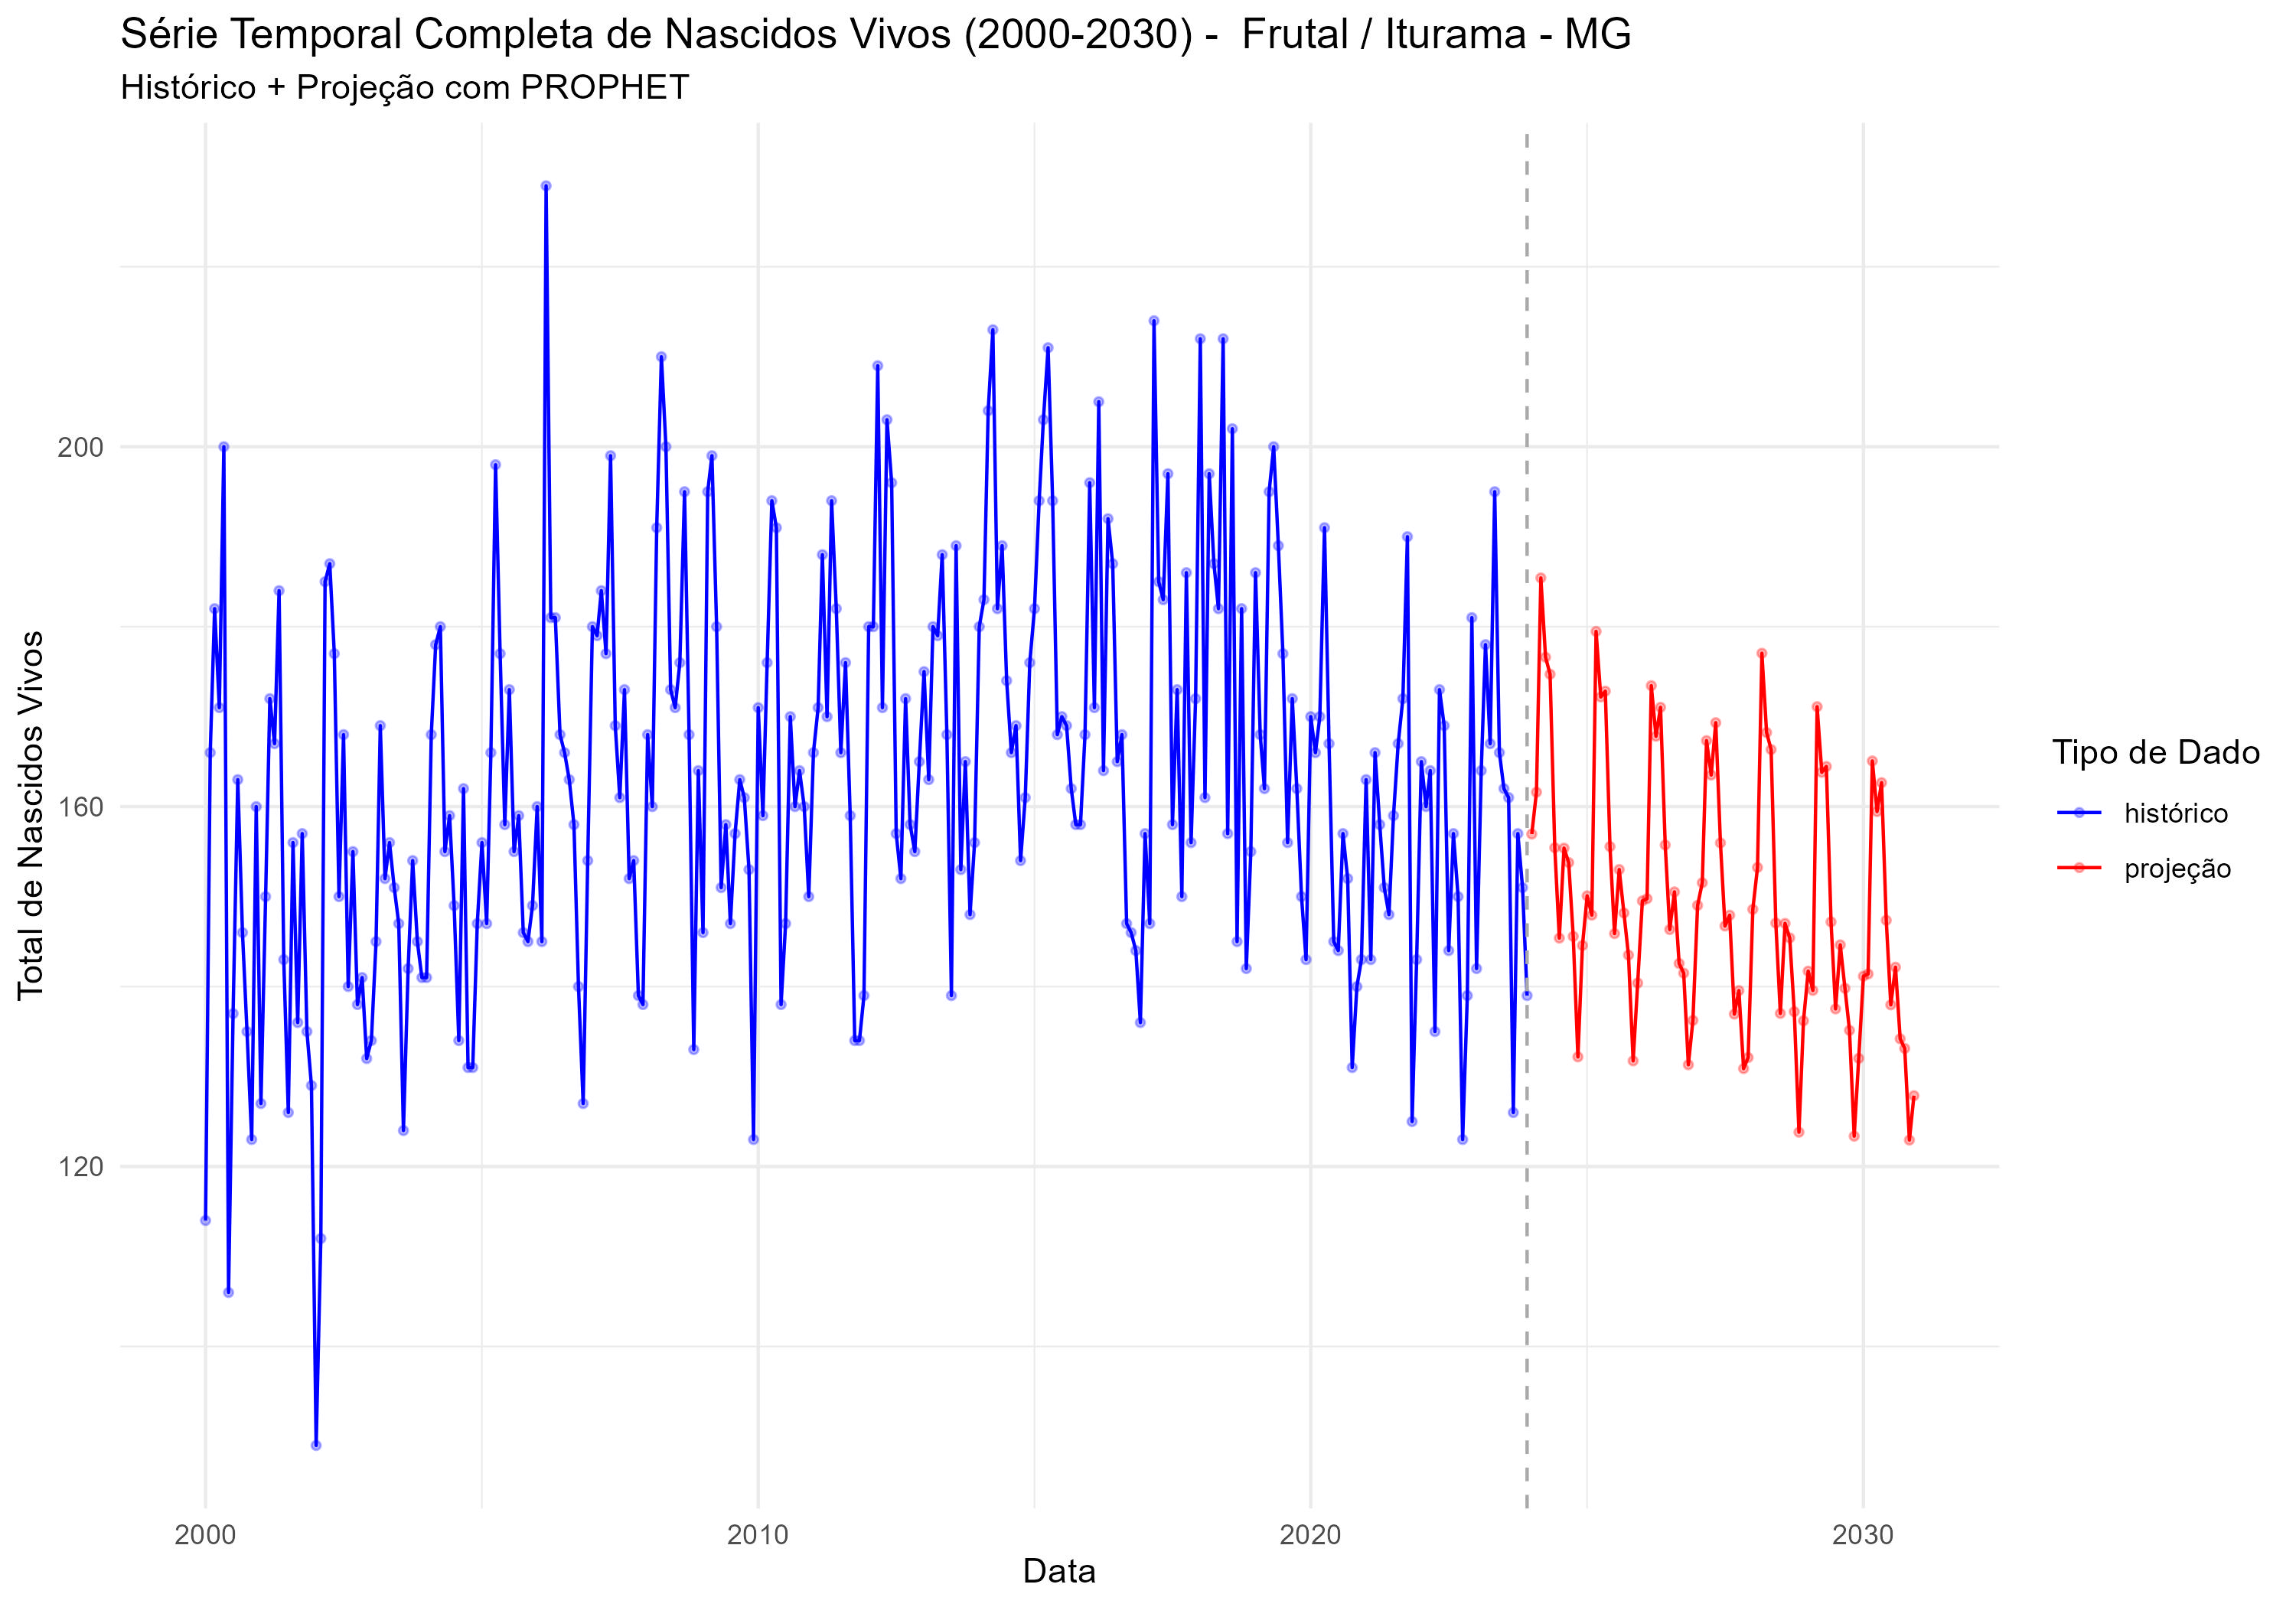 Série Temporal Completa de Nascidos Vivos (2000-2030) -  Frutal / Iturama - MG
Histórico + Projeção com PROPHET
Total de Nascidos Vivos
200
160
120
2000
2010
2020
2030
Data
Tipo de Dado
histórico
projeção